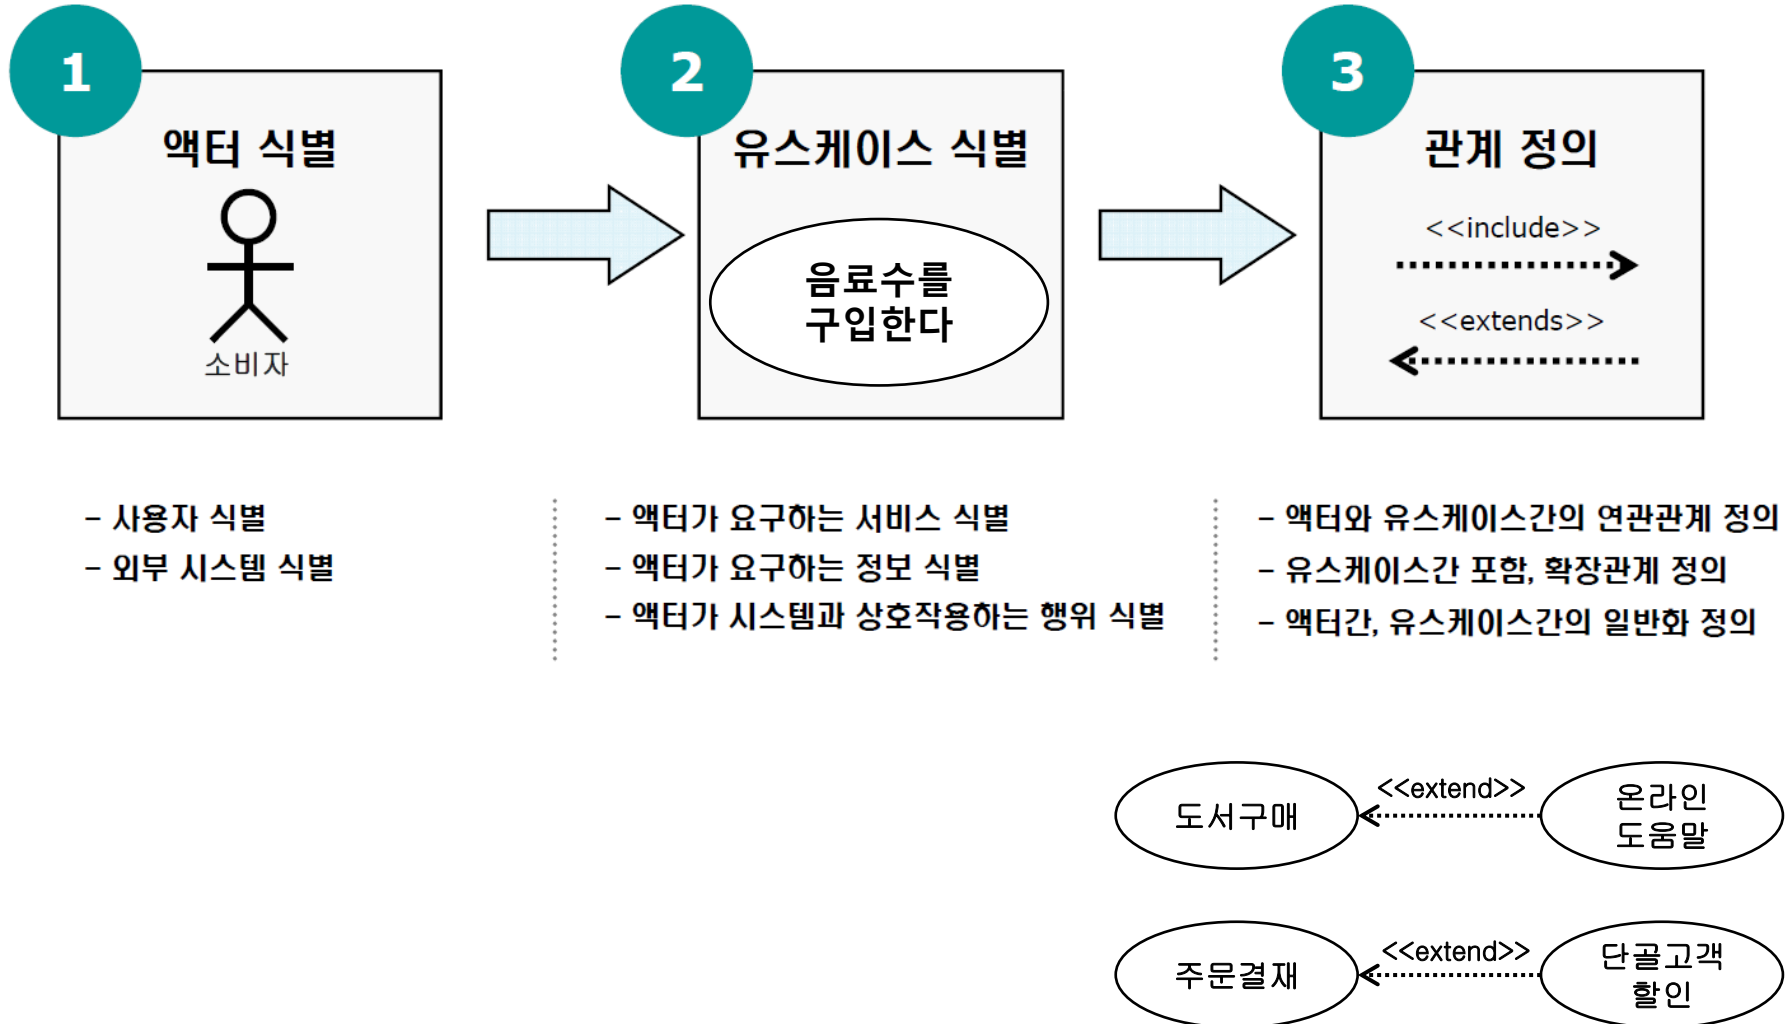 1
액터 식별
소비자
2
유스케이스 식별
음료수를
구입한다
3
관계 정의
<<include>>
<<extends>>
- 사용자 식별
- 외부 시스템 식별
- 액터가 요구하는 서비스 식별
- 액터가 요구하는 정보 식별
- 액터가 시스템과 상호작용하는 행위 식별
- 액터와 유스케이스간의 연관관계 정의
- 유스케이스간 포함, 확장관계 정의
- 액터간, 유스케이스간의 일반화 정의
도서구매
<<extend>>
온라인
도움말
주문결재
<<extend>>
단골고객
할인